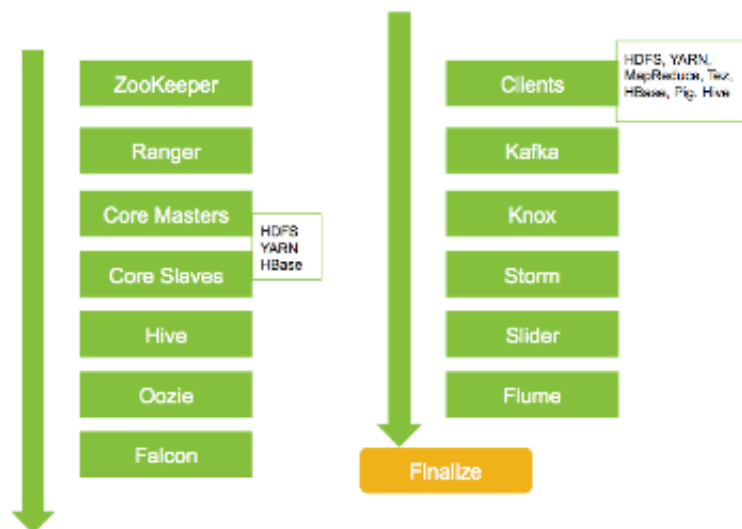 ZooKeeper
Ranger
Core Masters
HDFS
YARN
HBase
Core Slaves
Hive
Oozie
Falcon
Clients
HDFS, YARN,
MapReduce, Tez,
HBase, Pig. Hive
Kafka
Knox
Storm
Slider
Flume
Finalize